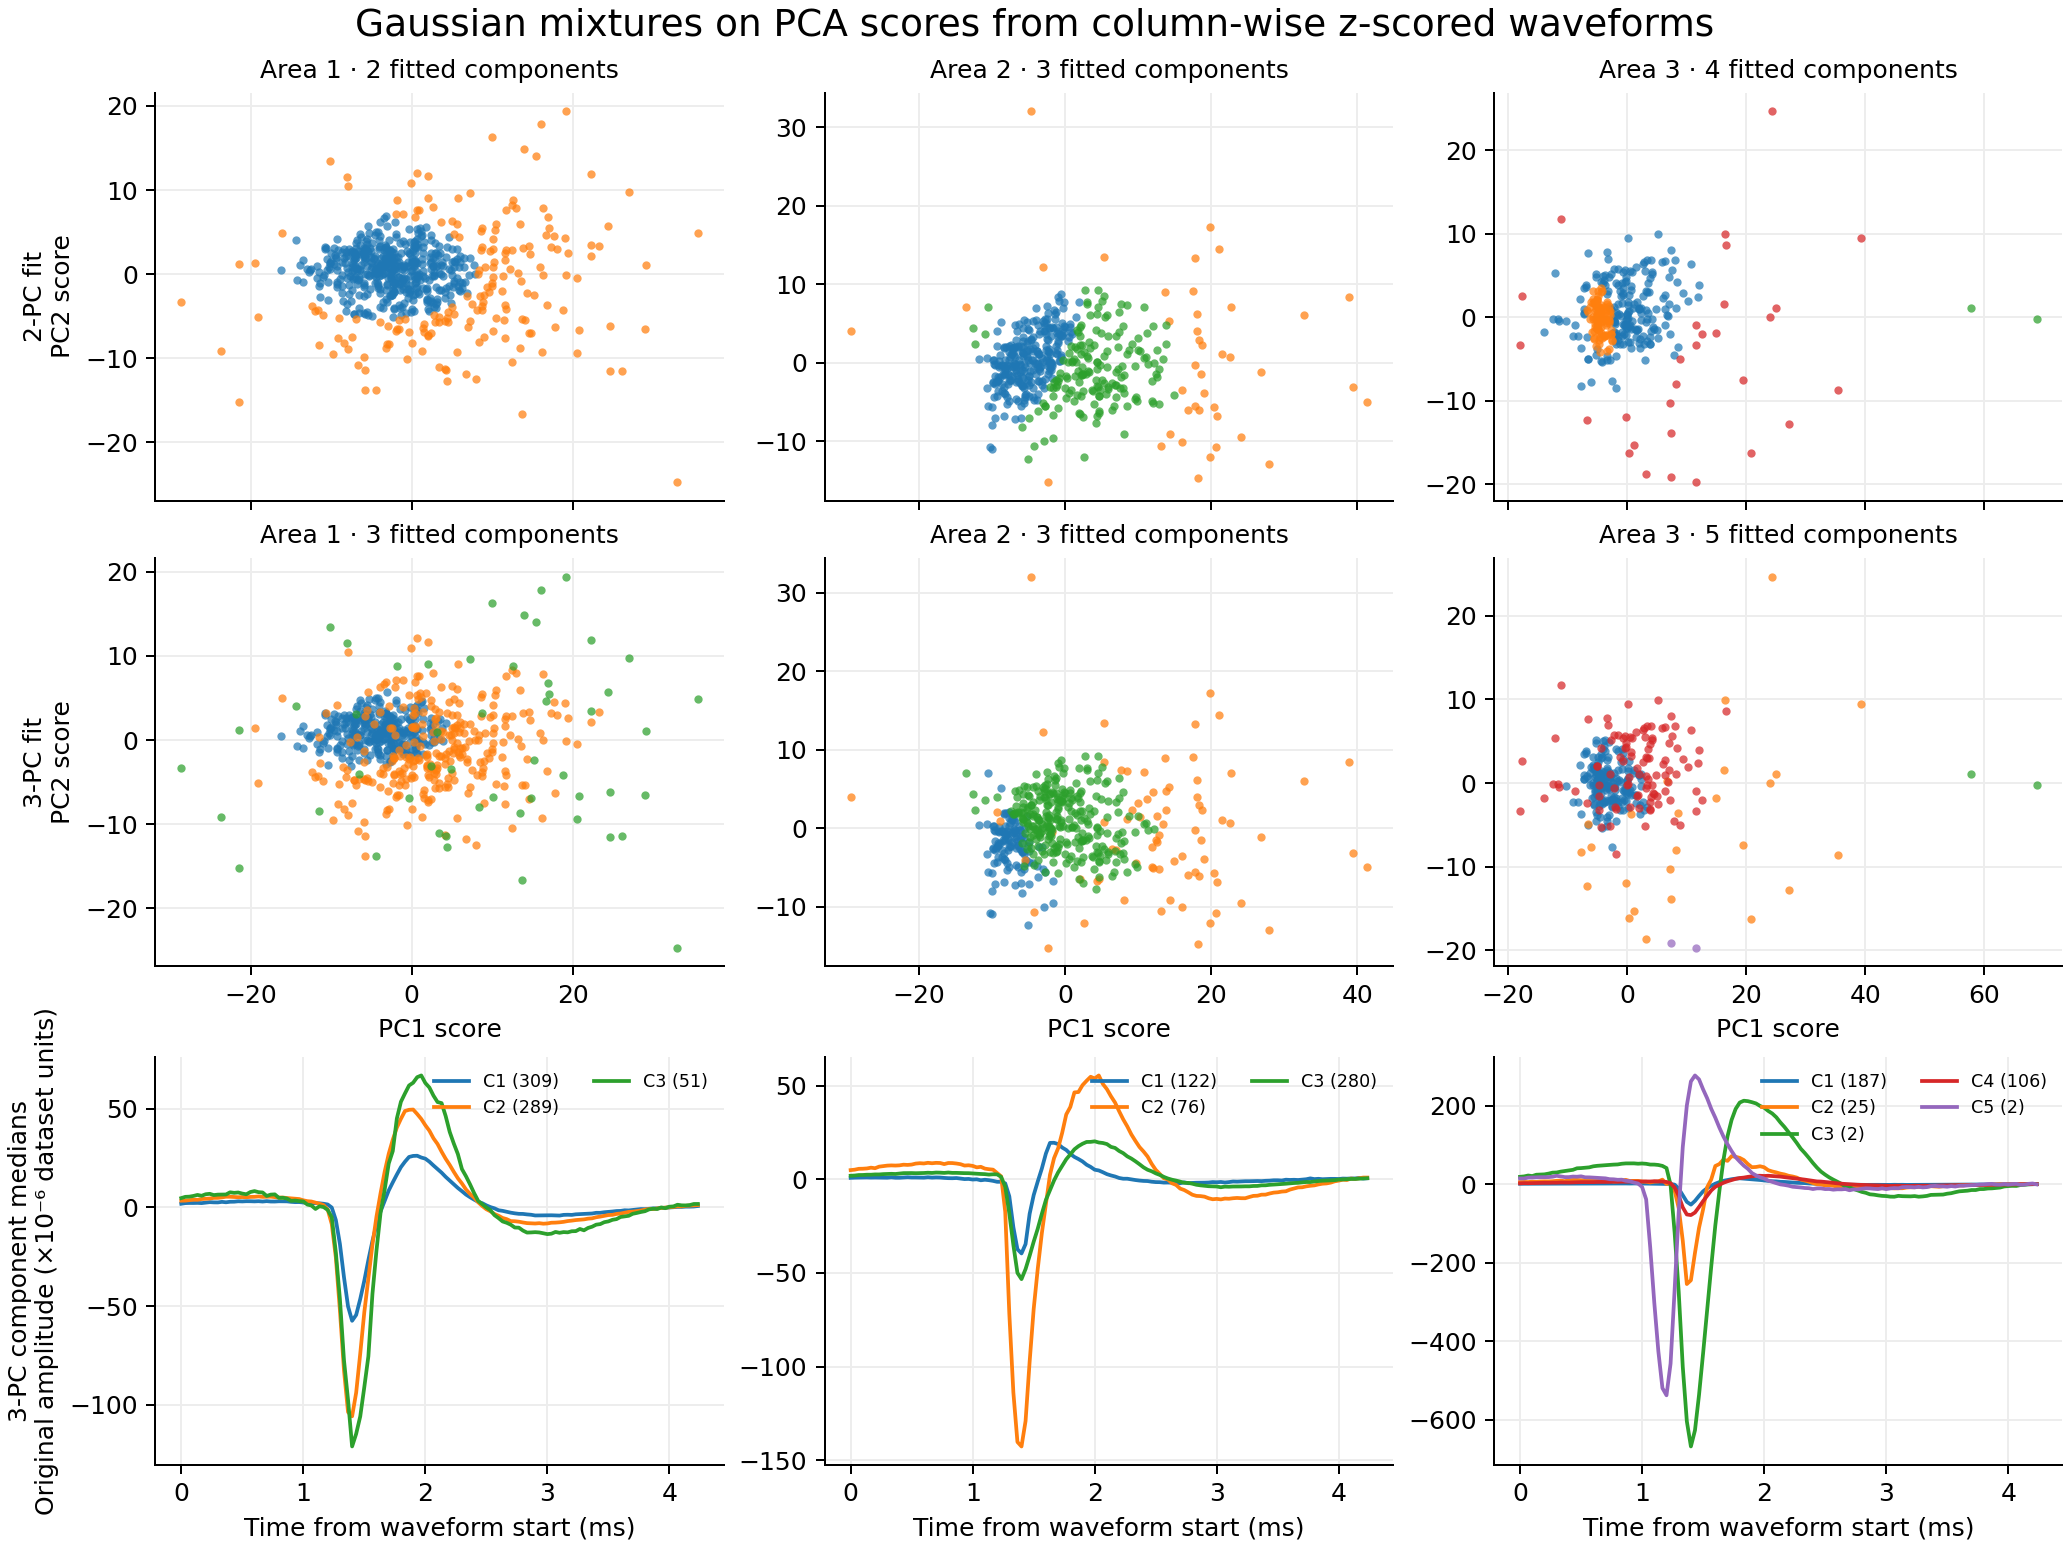 Gaussian mixtures on PCA scores from column-wise z-scored waveforms
Area 1 · 2 fitted components
Area 2 · 3 fitted components
Area 3 · 4 fitted components
2-PC fit
PC2 score
20
10
0
−10
−20
30
20
10
0
−10
20
10
0
−10
−20
Area 1 · 3 fitted components
Area 2 · 3 fitted components
Area 3 · 5 fitted components
3-PC fit
PC2 score
20
10
0
−10
−20
−20
0
20
PC1 score
30
20
10
0
−10
−20
0
20
40
PC1 score
20
10
0
−10
−20
−20
0
20
40
60
PC1 score
3-PC component medians
Original amplitude (×10⁻⁶ dataset units)
50
0
−50
−100
C1 (309)
C2 (289)
C3 (51)
0
1
2
3
4
Time from waveform start (ms)
50
0
−50
−100
−150
C1 (122)
C2 (76)
C3 (280)
0
1
2
3
4
Time from waveform start (ms)
200
0
−200
−400
−600
C1 (187)
C2 (25)
C3 (2)
C4 (106)
C5 (2)
0
1
2
3
4
Time from waveform start (ms)